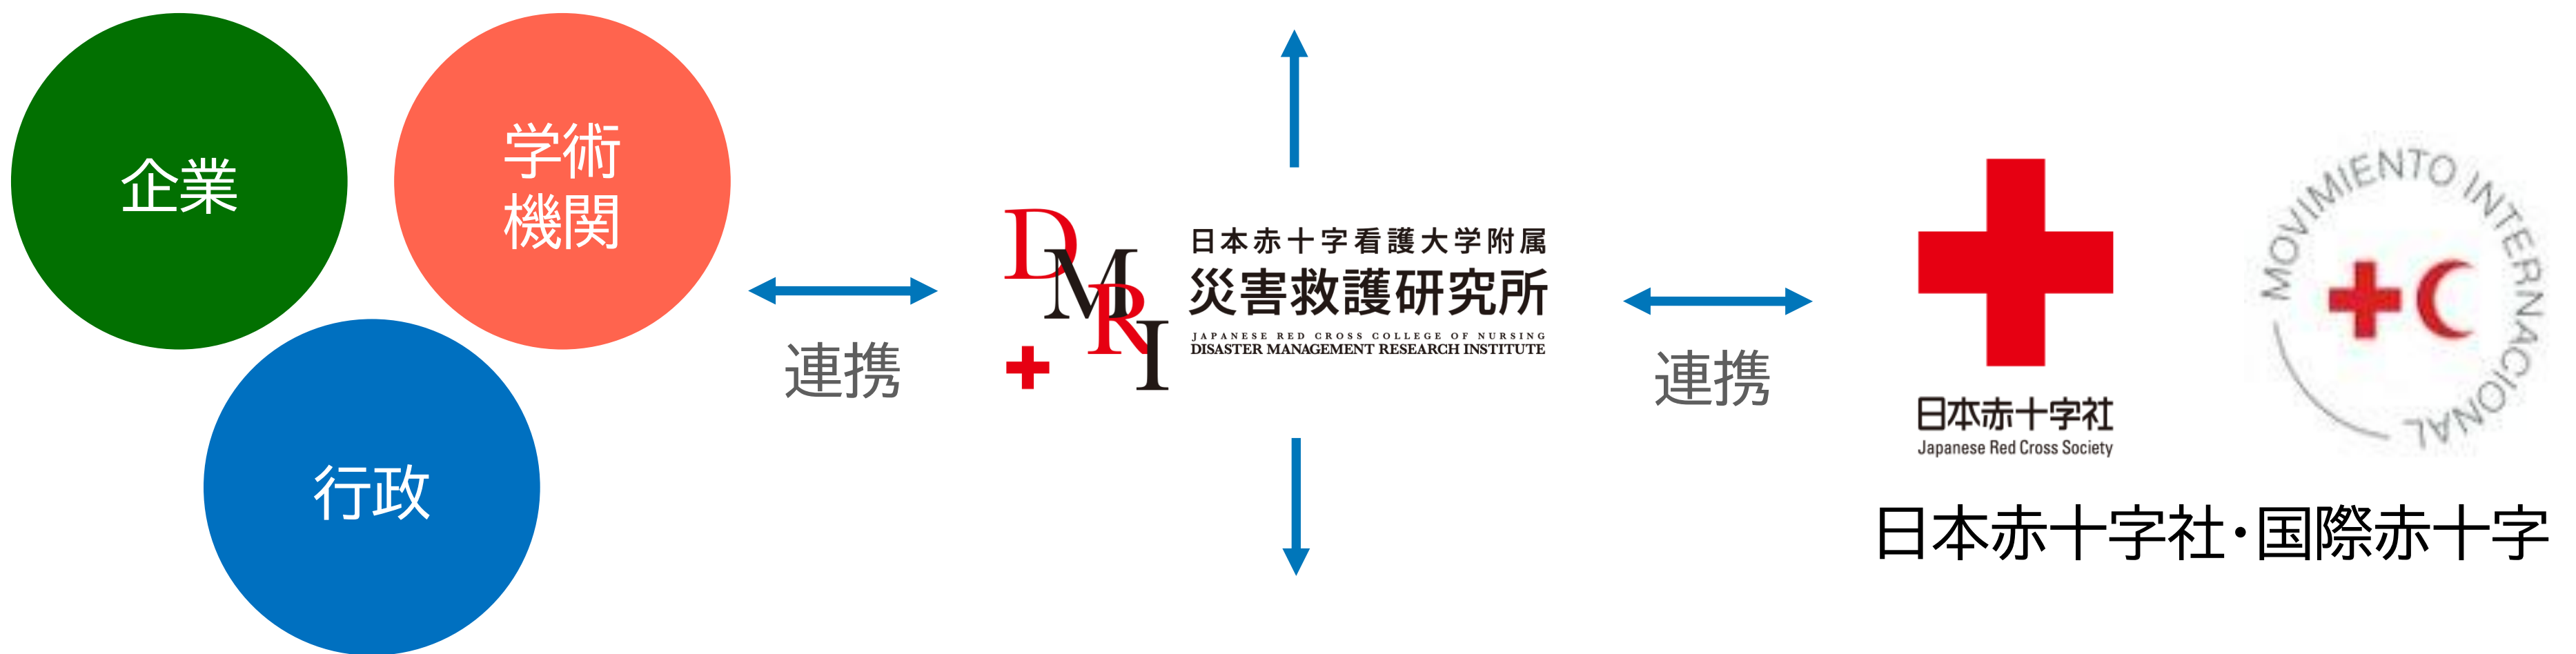 企業
学術
機関
行政
連携
DMRI
日本赤十字看護大学附属
災害救護研究所
JAPANESE RED CROSS COLLEGE OF NURSING
DISASTER MANAGEMENT RESEARCH INSTITUTE
連携
日本赤十字社
Japanese Red Cross Society
MOVIMIENTO INTERNACIONAL
日本赤十字社・国際赤十字